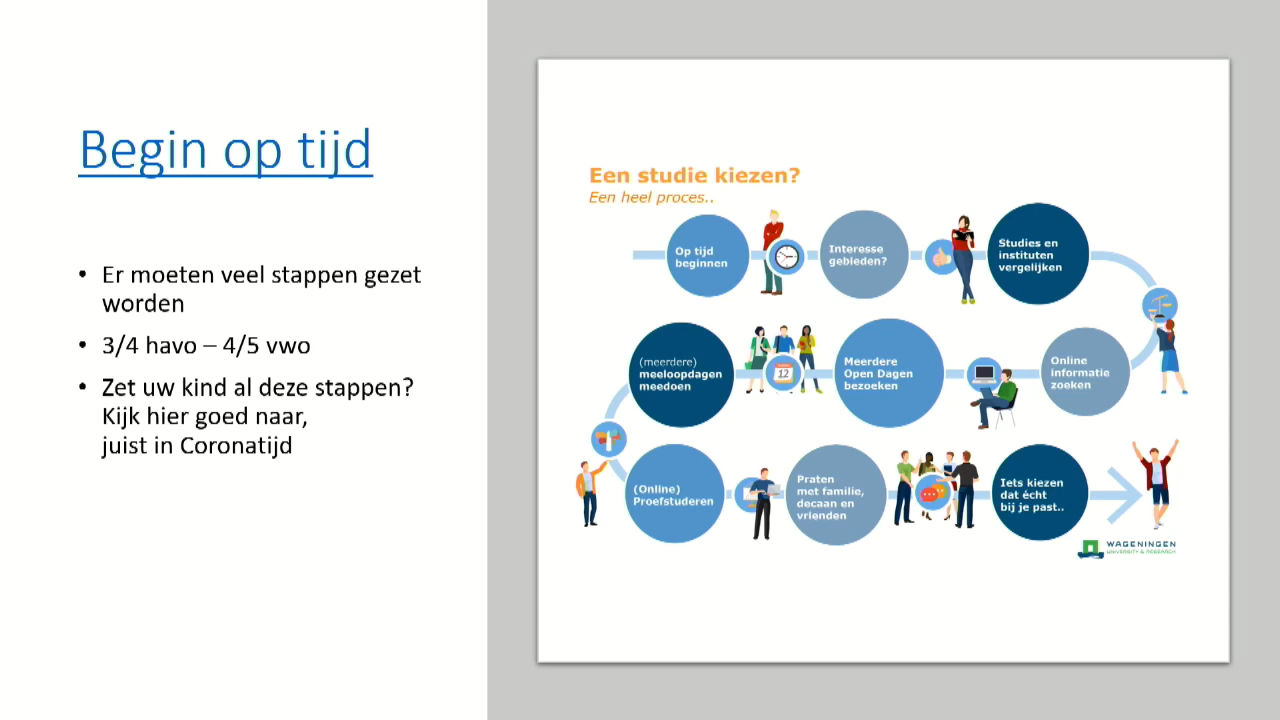 Begin op tijd
• Er moeten veel stappen gezet
worden
• 3/4 havo – 4/5 vwo
• Zet uw kind al deze stappen?
Kijk hier goed naar,
juist in Coronatijd
Een studie kiezen?
Een heel proces..
Op tijd
beginnen
Interesse
gebieden?
Studies en
instituten
vergelijken
Online
informatie
zoeken
Meerdere
Open Dagen
bezoeken
12
(meerdere)
meeloopdagen
meedoen
(Online)
Proefstuderen
Praten
met familie,
decaan en
vrienden
Iets kiezen
dat écht
bij je past..
WAGENINGEN
UNIVERSITY & RESEARCH